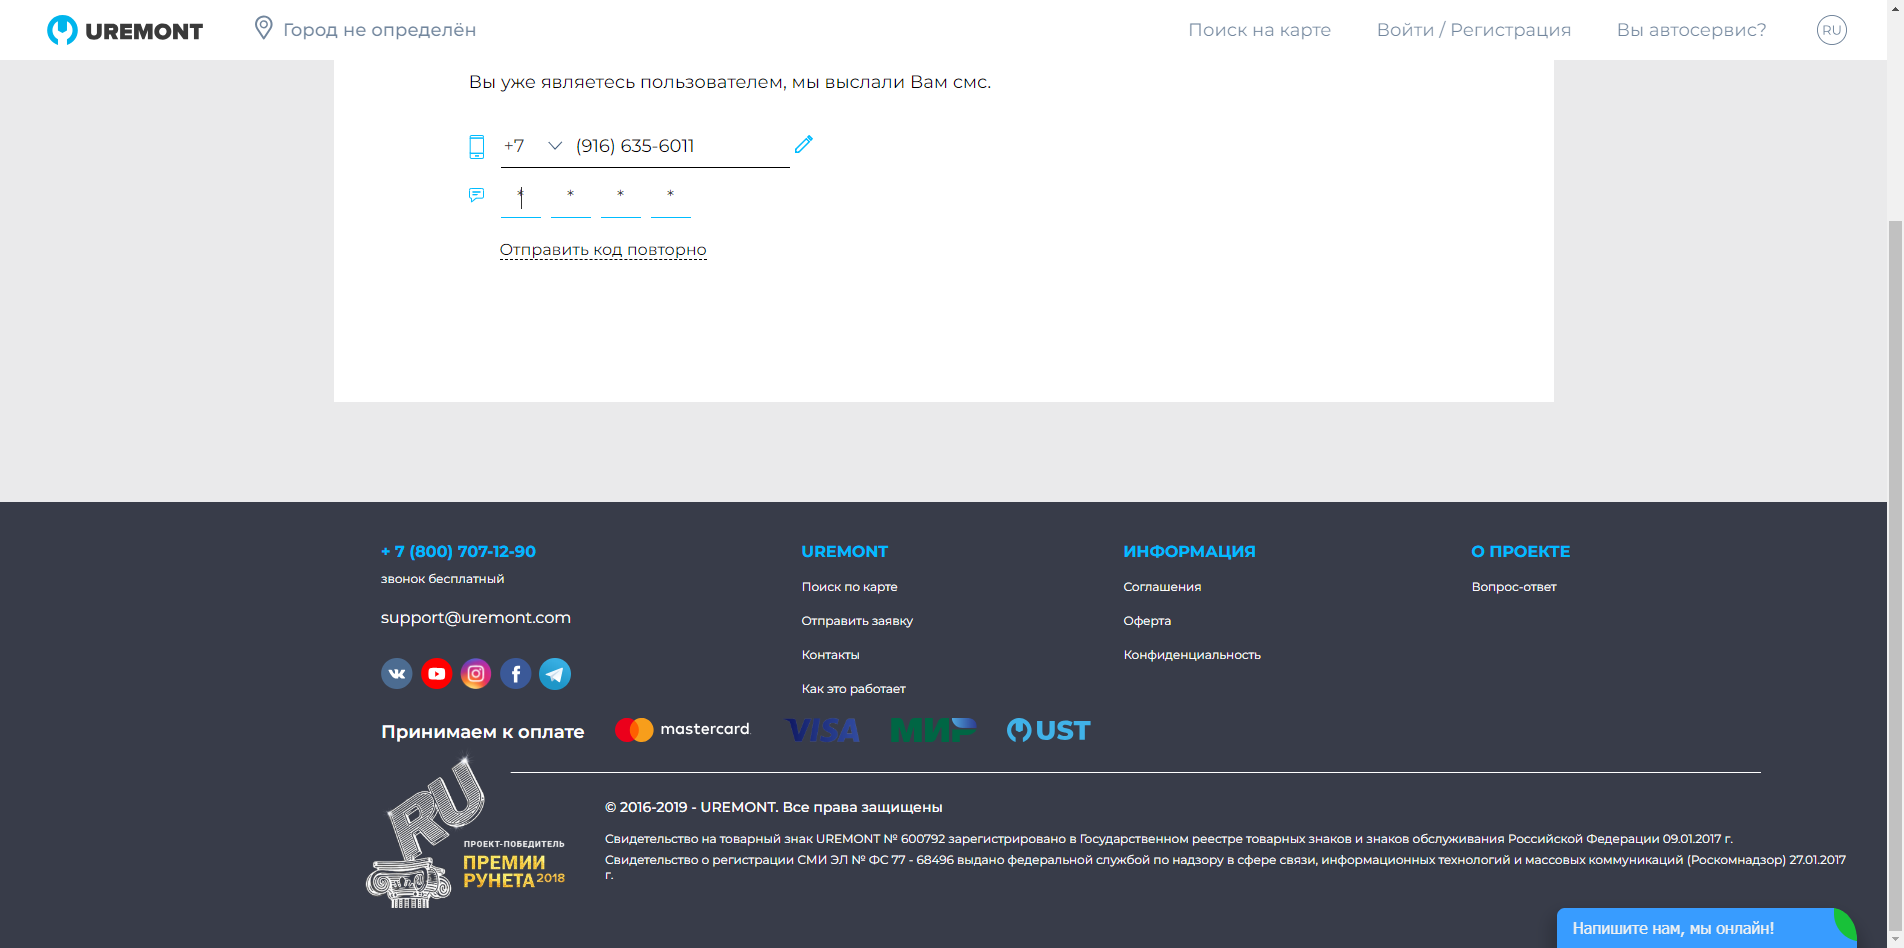 UREMONT
Город не определён
Поиск на карте
Войти / Регистрация
Вы автосервис?
RU
Вы уже являетесь пользователем, мы выслали Вам смс.
+7 (916) 635-6011
* * * *
Отправить код повторно
+ 7 (800) 707-12-90
звонок бесплатный
support@uremont.com
UREMONT
Поиск по карте
Отправить заявку
Контакты
Как это работает
ИНФОРМАЦИЯ
Соглашения
Оферта
Конфиденциальность
О ПРОЕКТЕ
Вопрос-ответ
Принимаем к оплате
mastercard
VISA
МИР
UST
RU
ПРОЕКТ-ПОБЕДИТЕЛЬ
ПРЕМИИ
РУНЕТА 2018
© 2016-2019 - UREMONT. Все права защищены
Свидетельство на товарный знак UREMONT № 600792 зарегистрировано в Государственном реестре товарных знаков и знаков обслуживания Российской Федерации 09.01.2017 г.
Свидетельство о регистрации СМИ ЭЛ № ФС 77 - 68496 выдано федеральной службой по надзору в сфере связи, информационных технологий и массовых коммуникаций (Роскомнадзор) 27.01.2017
г.
Напишите нам, мы онлайн!